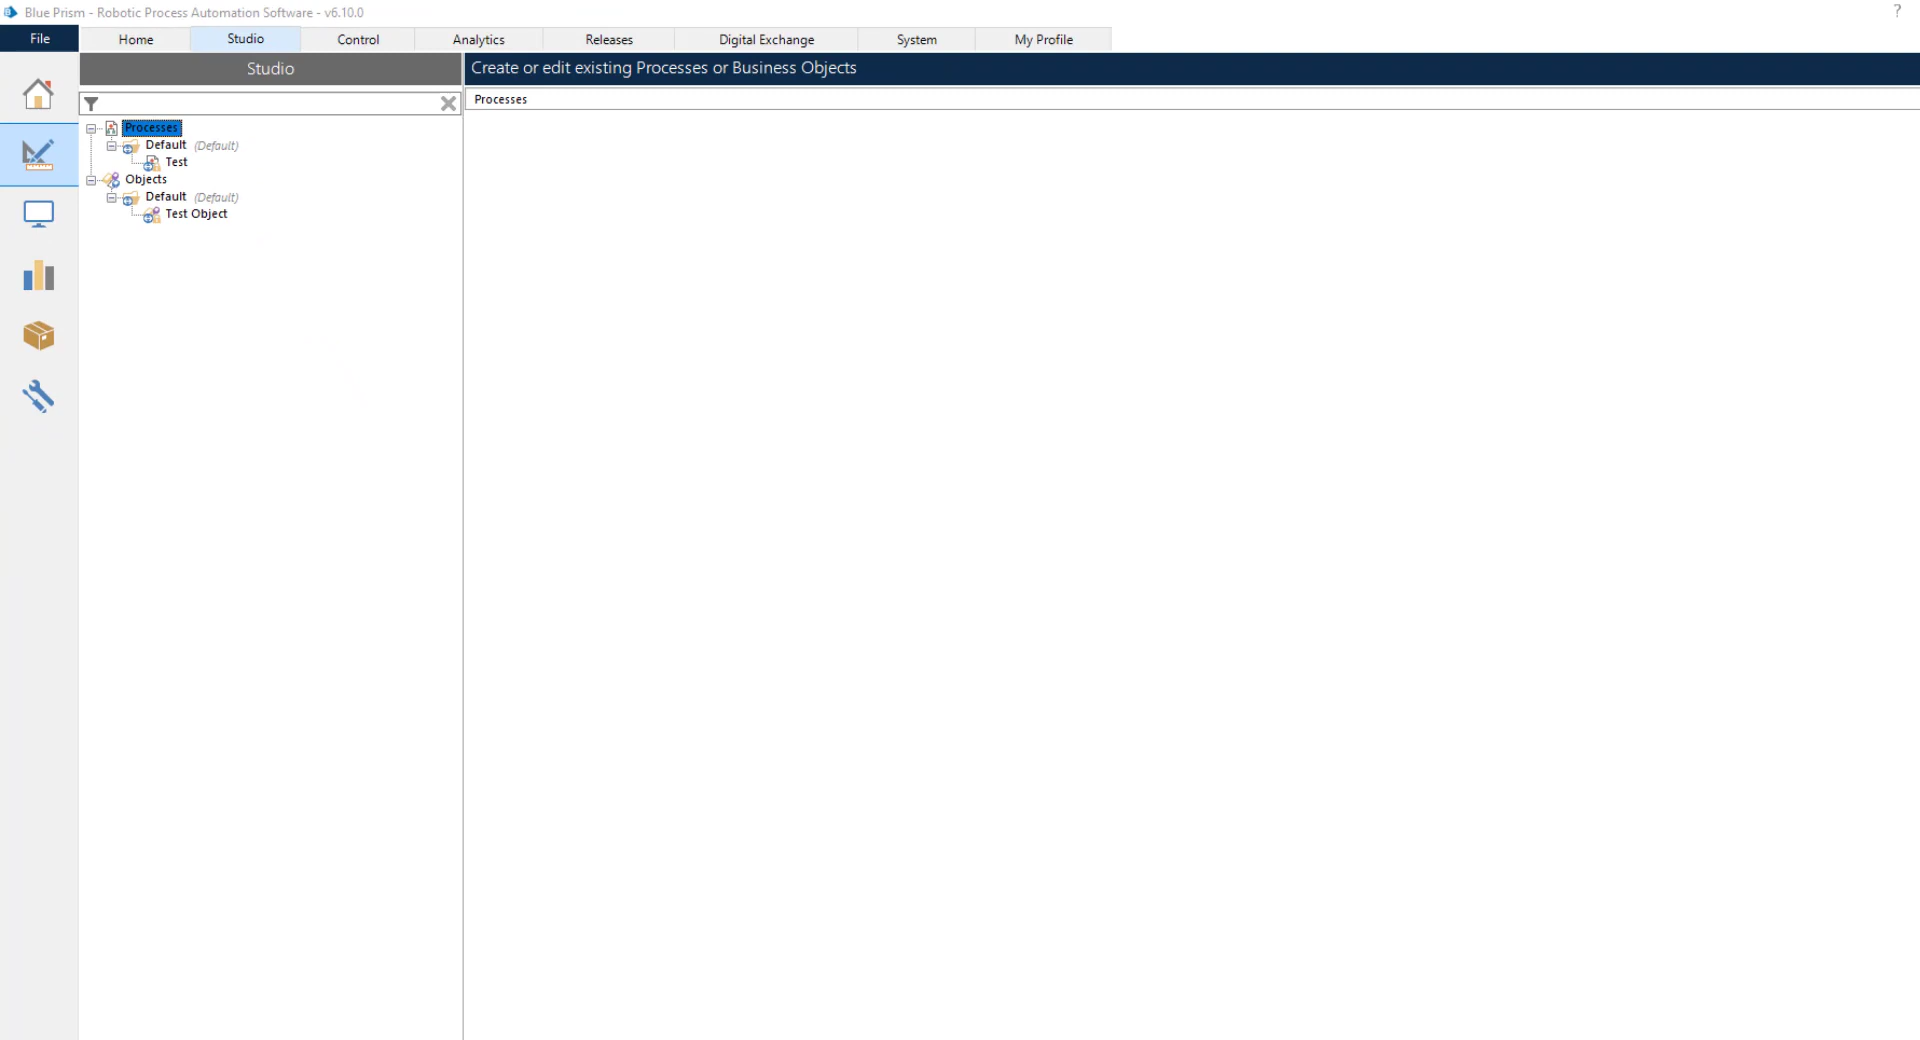 Blue Prism - Robotic Process Automation Software - v6.10.0
?
File Home Studio Control Analytics Releases Digital Exchange System My Profile
Studio
Create or edit existing Processes or Business Objects
Processes
Processes
Default (Default)
Test
Objects
Default (Default)
Test Object